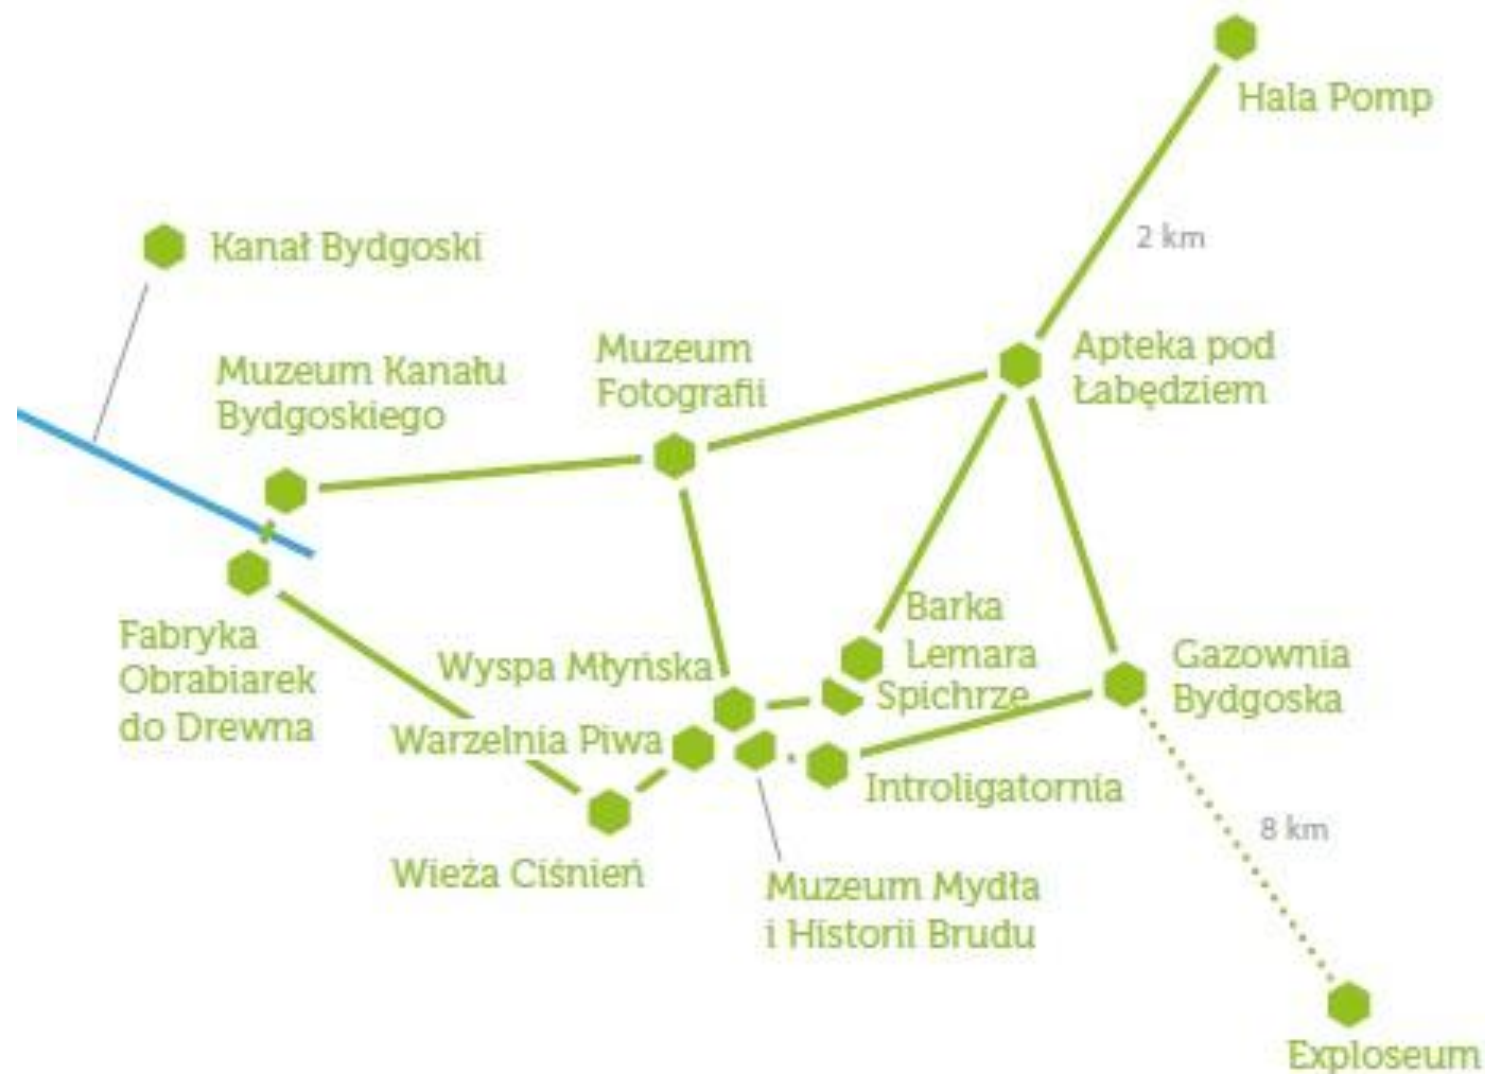 Hala Pomp
2 km
Kanał Bydgoski
Muzeum Kanału
Bydgoskiego
Muzeum
Fotografii
Apteka pod
Łabędziem
Fabryka
Obrabiarek
do Drewna
Wyspa Młyńska
Barka
Lemara
Spichrze
Gazownia
Bydgoska
Warzelnia Piwa
Introligatornia
8 km
Wieża Ciśnień
Muzeum Mydła
i Historii Brudu
Exploseum